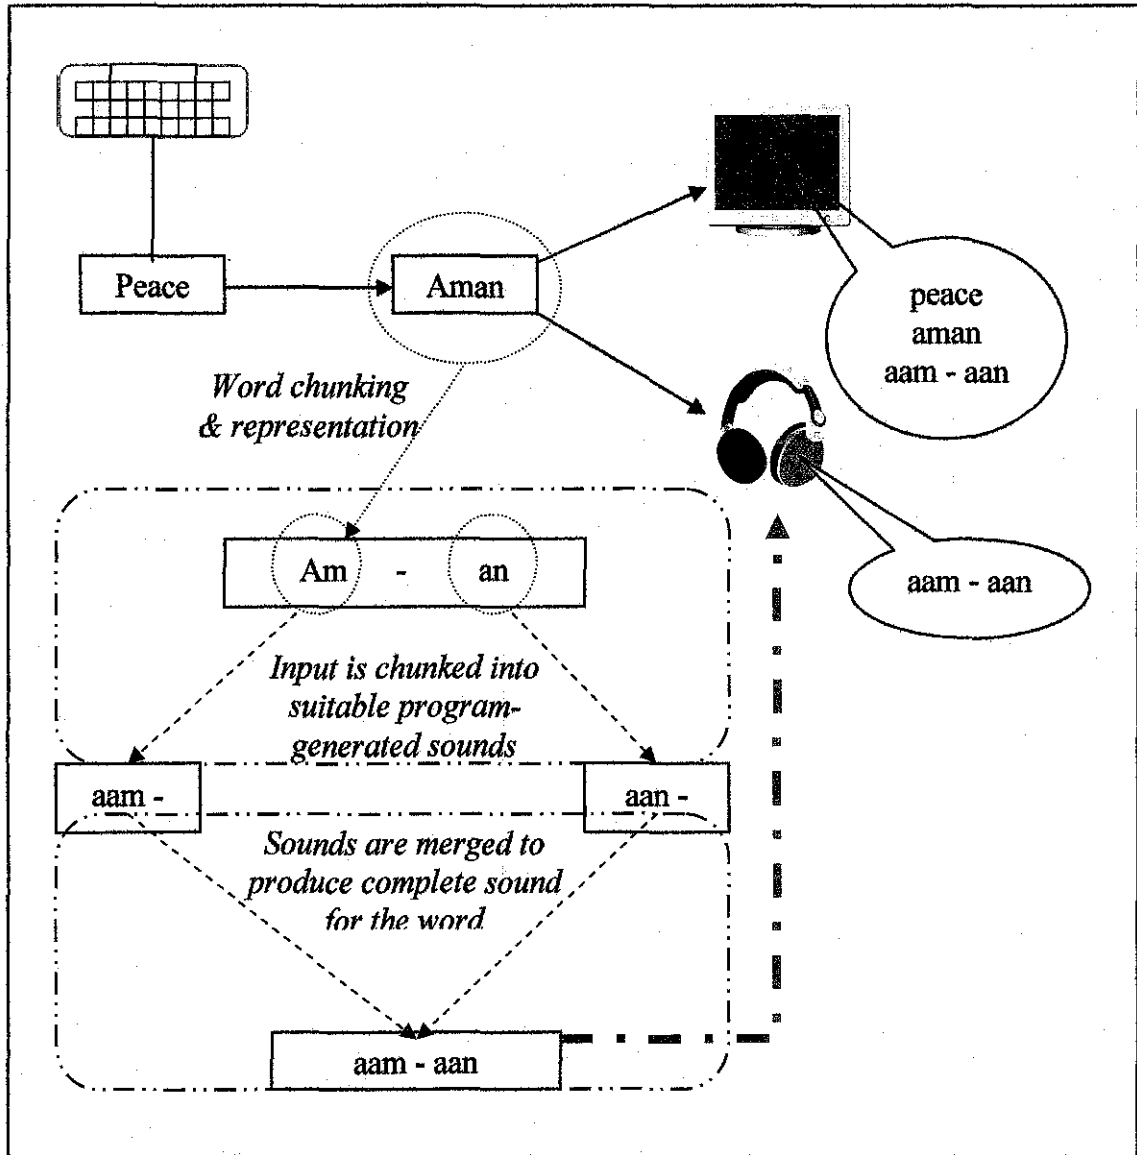 Peace
Aman
peace
aman
aam - aan
Word chunking
& representation
Am - an
aam - aan
Input is chunked into
suitable program-
generated sounds
aam -
aan -
Sounds are merged to
produce complete sound
for the word
aam - aan